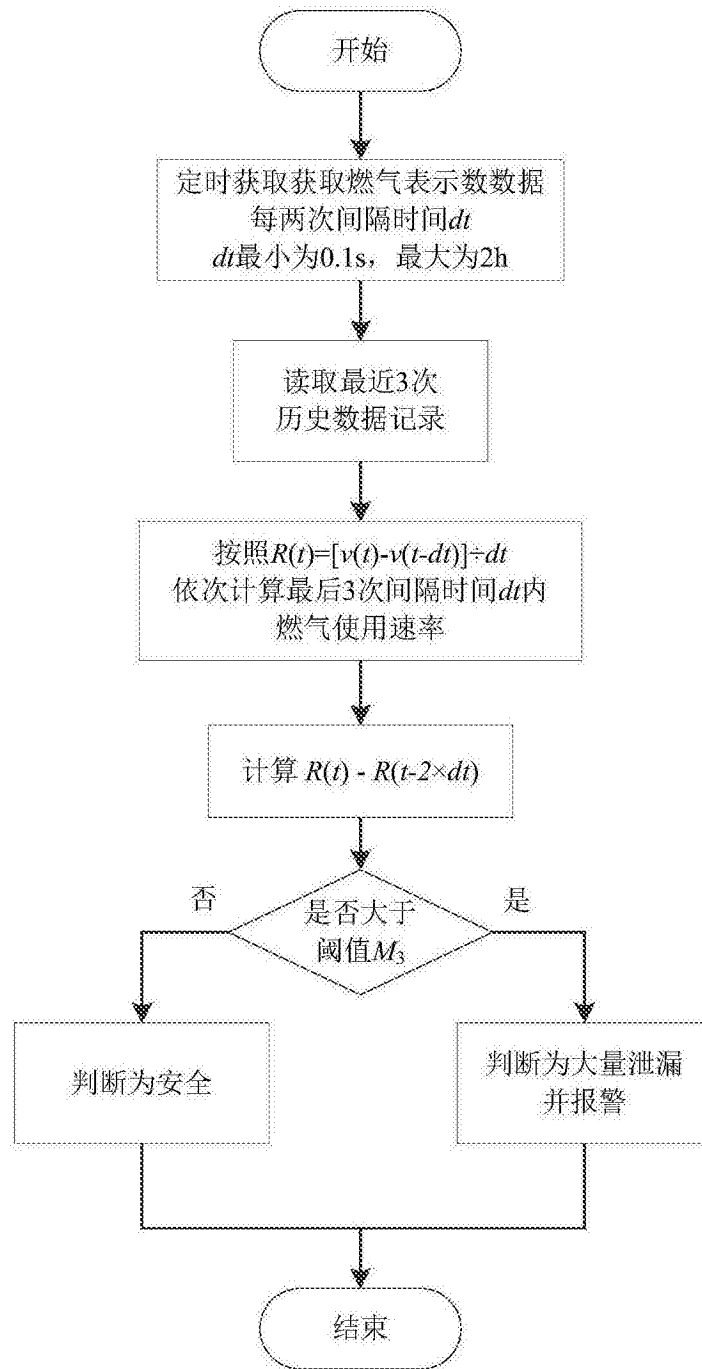 开始
定时获取获取燃气表示数数据
每两次间隔时间dt
dt最小为0.1s，最大为2h
读取最近3次
历史数据记录
按照R(t)=[v(t)-v(t-dt)]÷dt
依次计算最后3次间隔时间dt内
燃气使用速率
计算 R(t) - R(t-2×dt)
否
是
是否大于
阈值M₃
判断为安全
判断为大量泄漏
并报警
结束